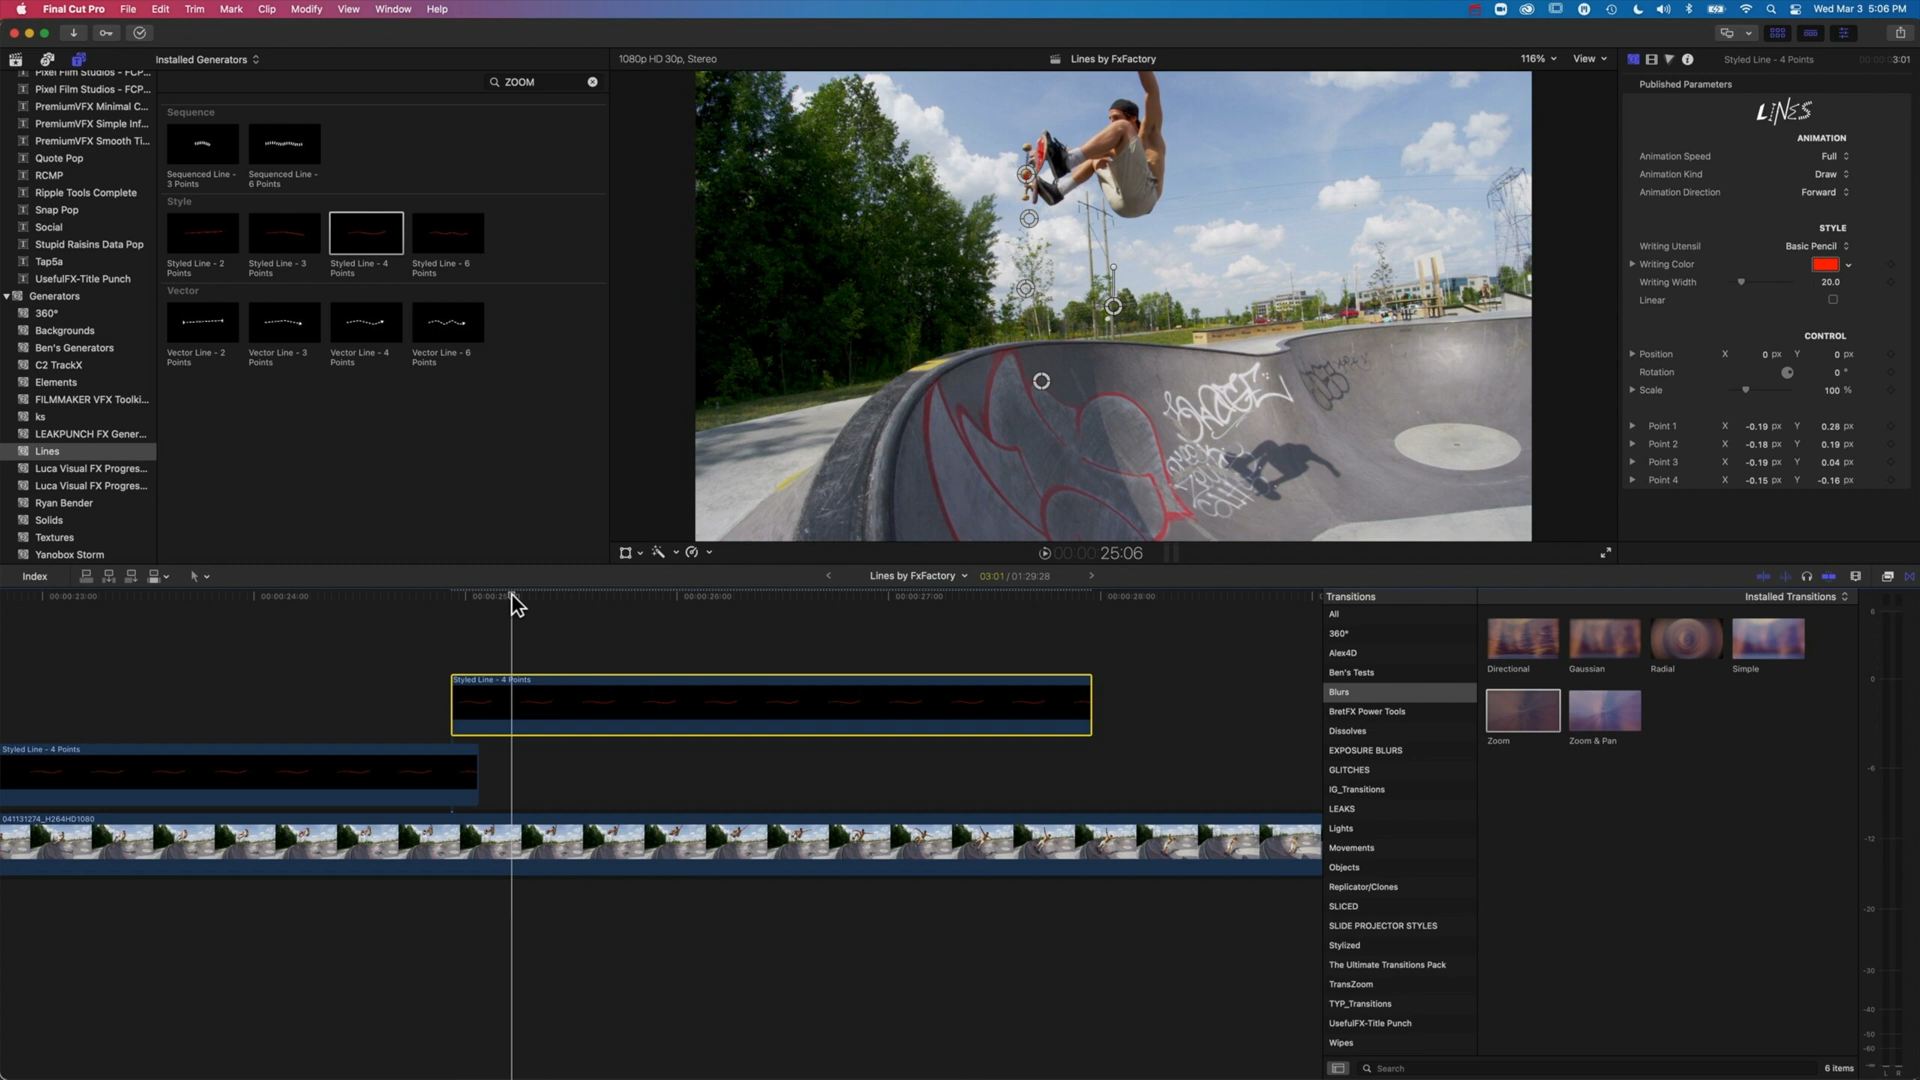 Final Cut Pro File Edit Trim Mark Clip Modify View Window Help
Wed Mar 3 5:06 PM
Installed Generators
ZOOM
Pixel Film Studios - FCP...
Pixel Film Studios - FCP...
PremiumVFX Minimal C...
PremiumVFX Simple Inf...
PremiumVFX Smooth Ti...
Quote Pop
RCMP
Ripple Tools Complete
Snap Pop
Social
Stupid Raisins Data Pop
Tap5a
UsefulFX-Title Punch
Generators
360°
Backgrounds
Ben's Generators
C2 TrackX
Elements
FILMMAKER VFX Toolki...
ks
LEAKPUNCH FX Gener...
Lines
Luca Visual FX Progres...
Luca Visual FX Progres...
Ryan Bender
Solids
Textures
Yanobox Storm
Sequence
Sequenced Line - 3 Points
Sequenced Line - 6 Points
Style
Styled Line - 2 Points
Styled Line - 3 Points
Styled Line - 4 Points
Styled Line - 6 Points
Vector
Vector Line - 2 Points
Vector Line - 3 Points
Vector Line - 4 Points
Vector Line - 6 Points
1080p HD 30p, Stereo
Lines by FxFactory
116%
View
00:00:25:06
Styled Line - 4 Points
3:01
Published Parameters
LINES
ANIMATION
Animation Speed Full
Animation Kind Draw
Animation Direction Forward
STYLE
Writing Utensil Basic Pencil
Writing Color
Writing Width 20.0
Linear
CONTROL
Position X 0 px Y 0 px
Rotation 0 °
Scale 100 %
Point 1 X -0.19 px Y 0.28 px
Point 2 X -0.18 px Y 0.19 px
Point 3 X -0.19 px Y 0.04 px
Point 4 X -0.15 px Y -0.16 px
Index
Lines by FxFactory
03:01 / 01:29:28
00:00:23:00
00:00:24:00
00:00:26:00
00:00:27:00
00:00:28:00
Styled Line - 4 Points
Styled Line - 4 Points
041131274_H264HD1080
Transitions
Installed Transitions
All
360°
Alex4D
Ben's Tests
Blurs
BretFX Power Tools
Dissolves
EXPOSURE BLURS
GLITCHES
IG_Transitions
LEAKS
Lights
Movements
Objects
Replicator/Clones
SLICED
SLIDE PROJECTOR STYLES
Stylized
The Ultimate Transitions Pack
TransZoom
TYP_Transitions
UsefulFX-Title Punch
Wipes
Directional
Gaussian
Radial
Simple
Zoom
Zoom & Pan
Search
6 items
6
0
-6
-12
-20
-30
-40
-50
-60
L R